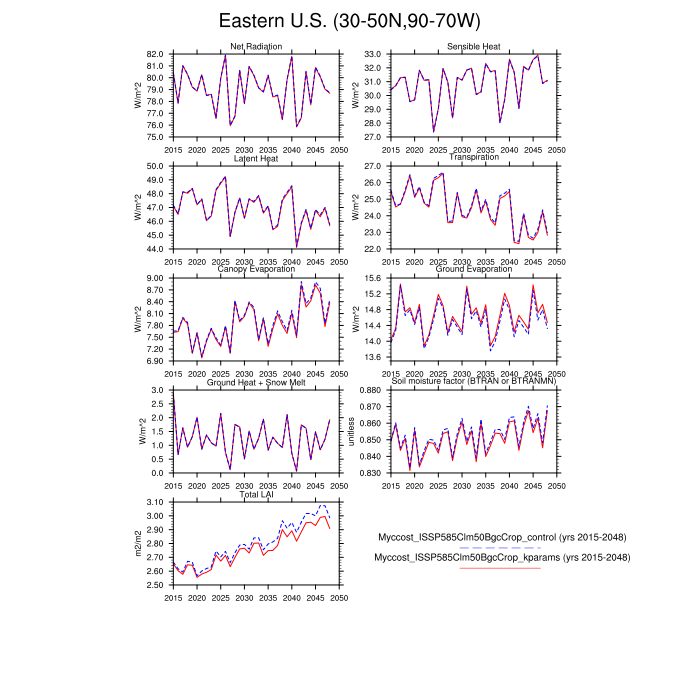 Eastern U.S. (30-50N,90-70W)
Net Radiation
Sensible Heat
W/m^2
82.0
81.0
80.0
79.0
78.0
77.0
76.0
75.0
2015 2020 2025 2030 2035 2040 2045 2050
W/m^2
33.0
32.0
31.0
30.0
29.0
28.0
27.0
2015 2020 2025 2030 2035 2040 2045 2050
Latent Heat
Transpiration
W/m^2
50.0
49.0
48.0
47.0
46.0
45.0
44.0
2015 2020 2025 2030 2035 2040 2045 2050
W/m^2
27.0
26.0
25.0
24.0
23.0
22.0
2015 2020 2025 2030 2035 2040 2045 2050
Canopy Evaporation
Ground Evaporation
W/m^2
9.00
8.70
8.40
8.10
7.80
7.50
7.20
6.90
2015 2020 2025 2030 2035 2040 2045 2050
W/m^2
15.6
15.2
14.8
14.4
14.0
13.6
2015 2020 2025 2030 2035 2040 2045 2050
Ground Heat + Snow Melt
Soil moisture factor (BTRAN or BTRANMN)
W/m^2
3.0
2.5
2.0
1.5
1.0
0.5
0.0
2015 2020 2025 2030 2035 2040 2045 2050
unitless
0.880
0.870
0.860
0.850
0.840
0.830
2015 2020 2025 2030 2035 2040 2045 2050
Total LAI
m2/m2
3.10
3.00
2.90
2.80
2.70
2.60
2.50
2015 2020 2025 2030 2035 2040 2045 2050
Myccost_ISSP585Clm50BgcCrop_control (yrs 2015-2048)
Myccost_ISSP585Clm50BgcCrop_kparams (yrs 2015-2048)